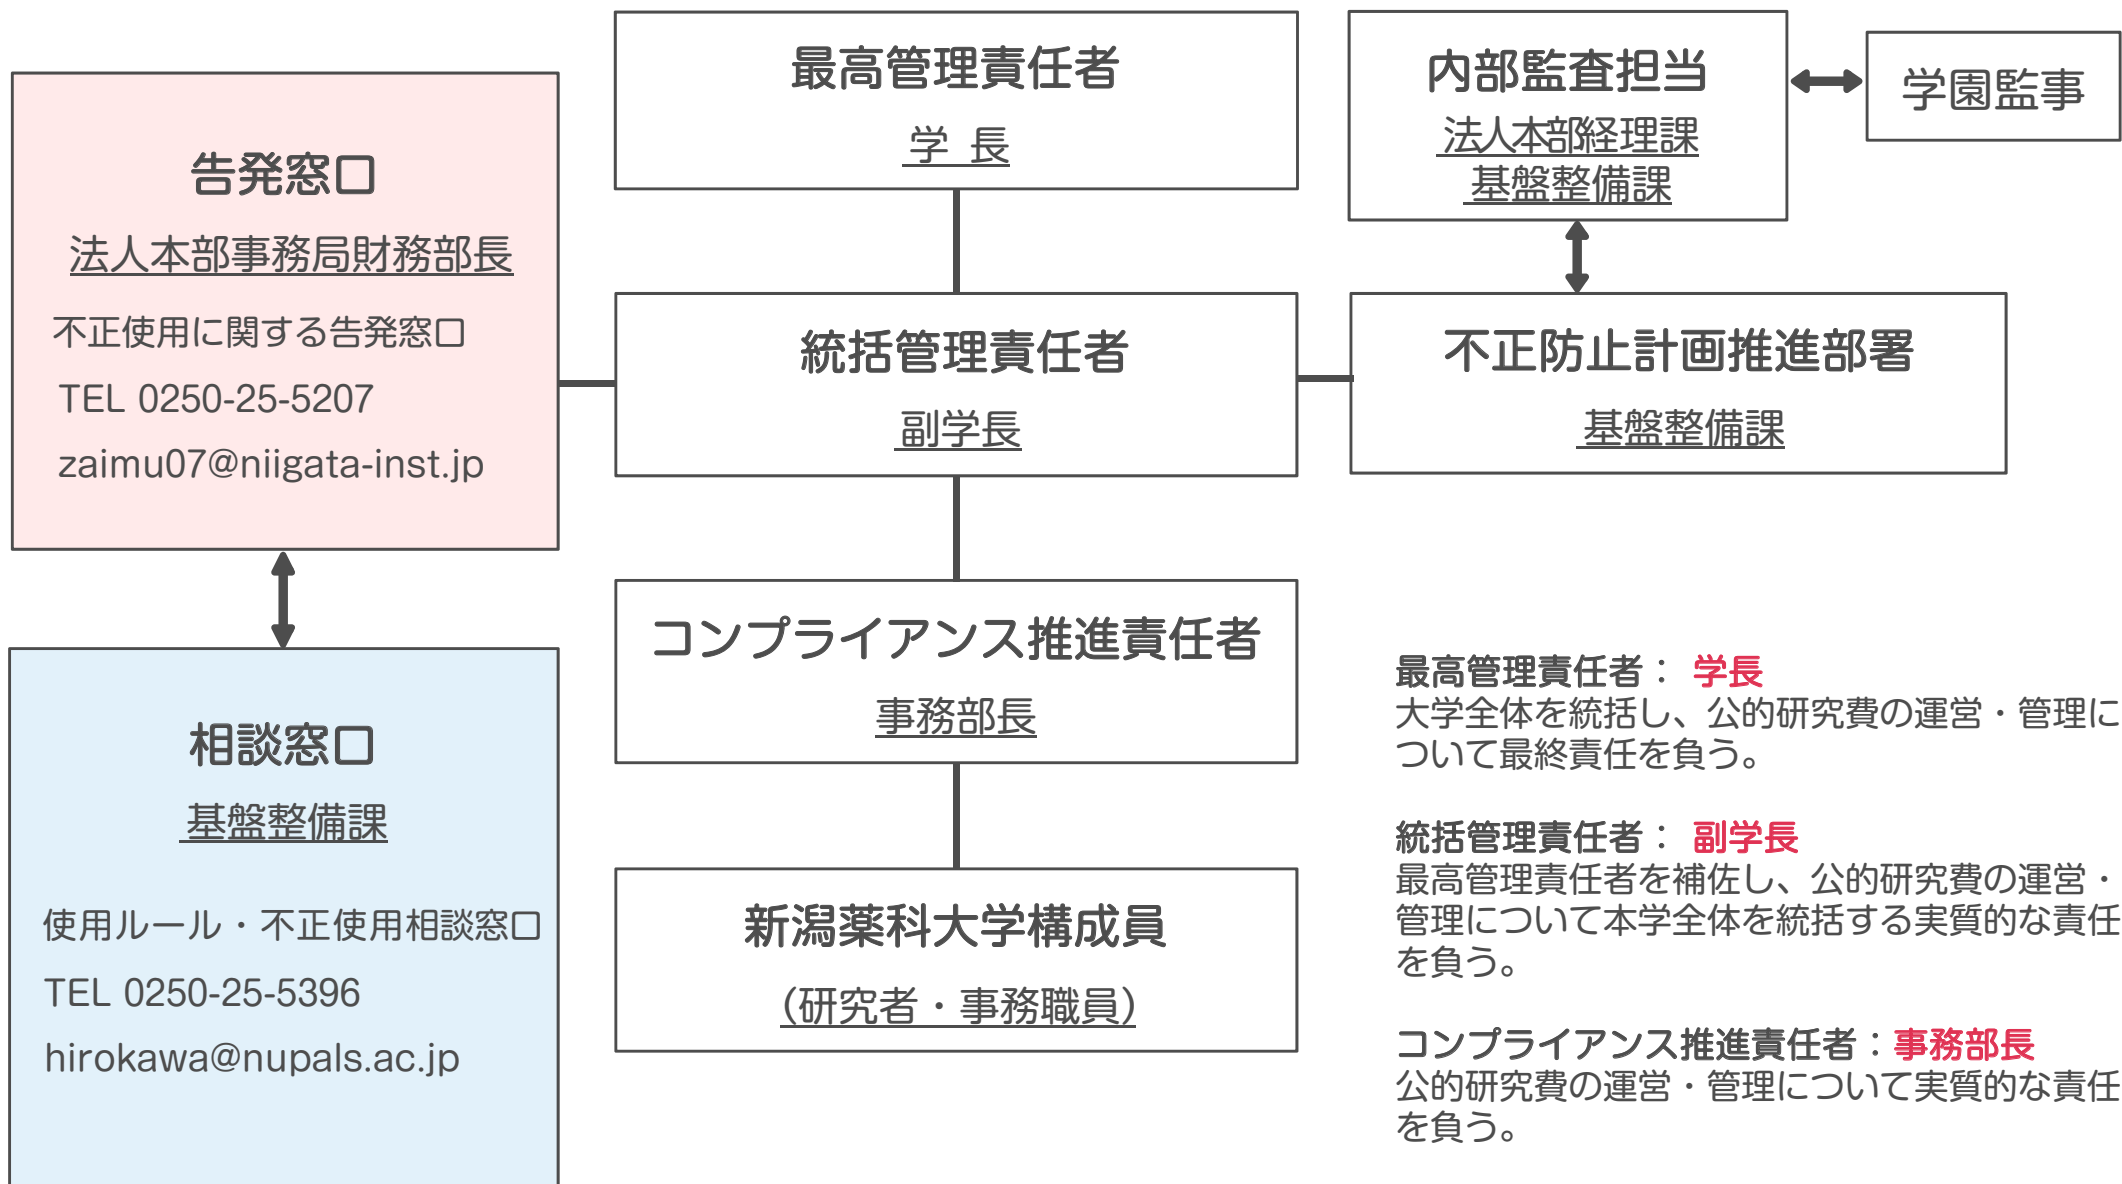 最高管理責任者
学 長
内部監査担当
法人本部経理課
基盤整備課
学園監事
告発窓口
法人本部事務局財務部長
不正使用に関する告発窓口
TEL 0250-25-5207
zaimu07@niigata-inst.jp
統括管理責任者
副学長
不正防止計画推進部署
基盤整備課
コンプライアンス推進責任者
事務部長
相談窓口
基盤整備課
使用ルール・不正使用相談窓口
TEL 0250-25-5396
hirokawa@nupals.ac.jp
新潟薬科大学構成員
(研究者・事務職員)
最高管理責任者： 学長
大学全体を統括し、公的研究費の運営・管理に
ついて最終責任を負う。
統括管理責任者： 副学長
最高管理責任者を補佐し、公的研究費の運営・
管理について本学全体を統括する実質的な責任
を負う。
コンプライアンス推進責任者：事務部長
公的研究費の運営・管理について実質的な責任
を負う。